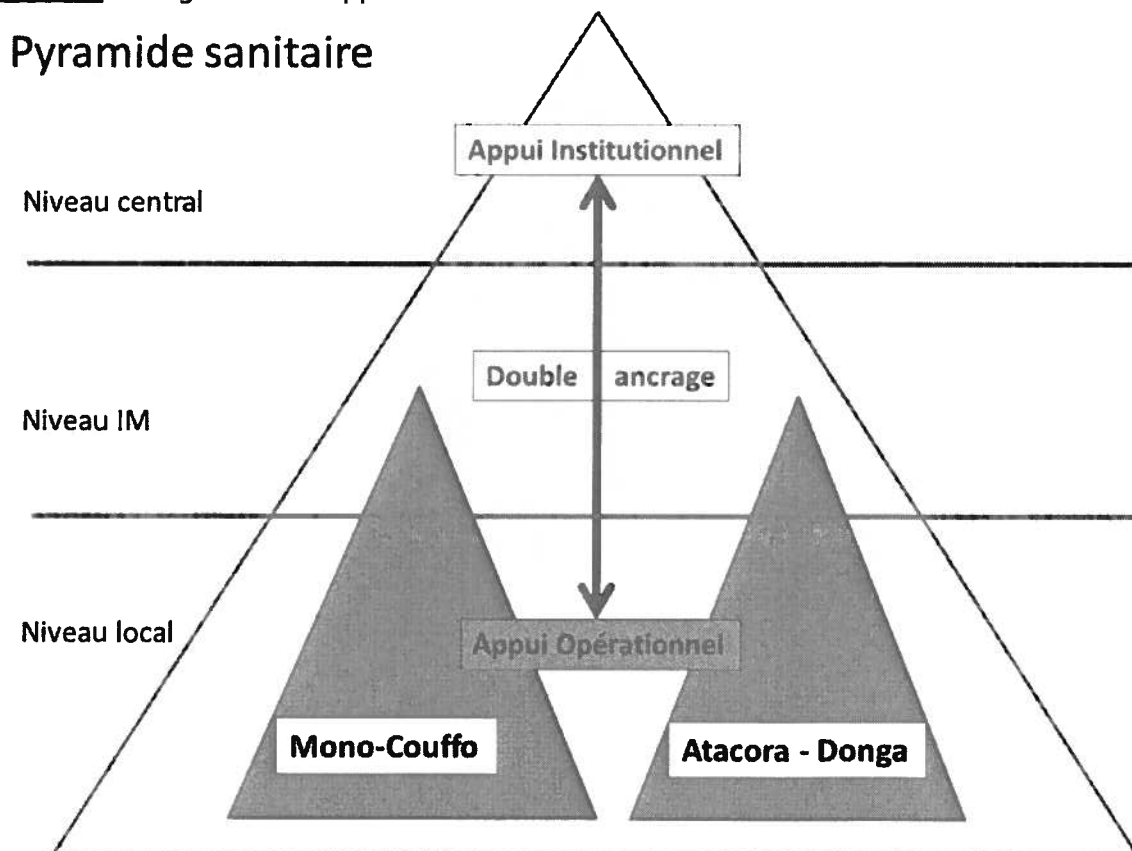 Pyramide sanitaire
Appui Institutionnel
Niveau central
Double ancrage
Niveau IM
Niveau local
Appui Opérationnel
Mono-Couffo
Atacora - Donga